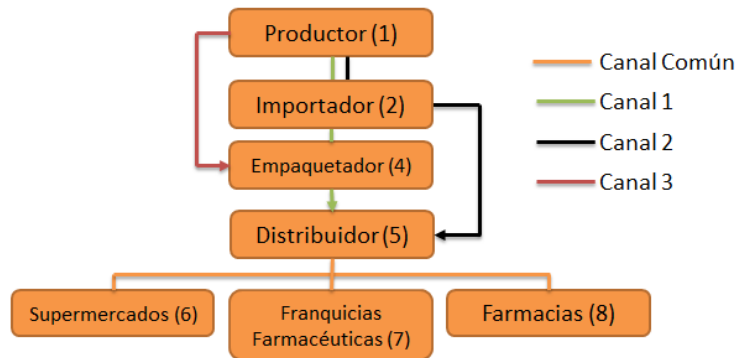 Productor (1)
Importador (2)
Empaquetador (4)
Distribuidor (5)
Supermercados (6)
Franquicias
Farmacéuticas (7)
Farmacias (8)
Canal Común
Canal 1
Canal 2
Canal 3